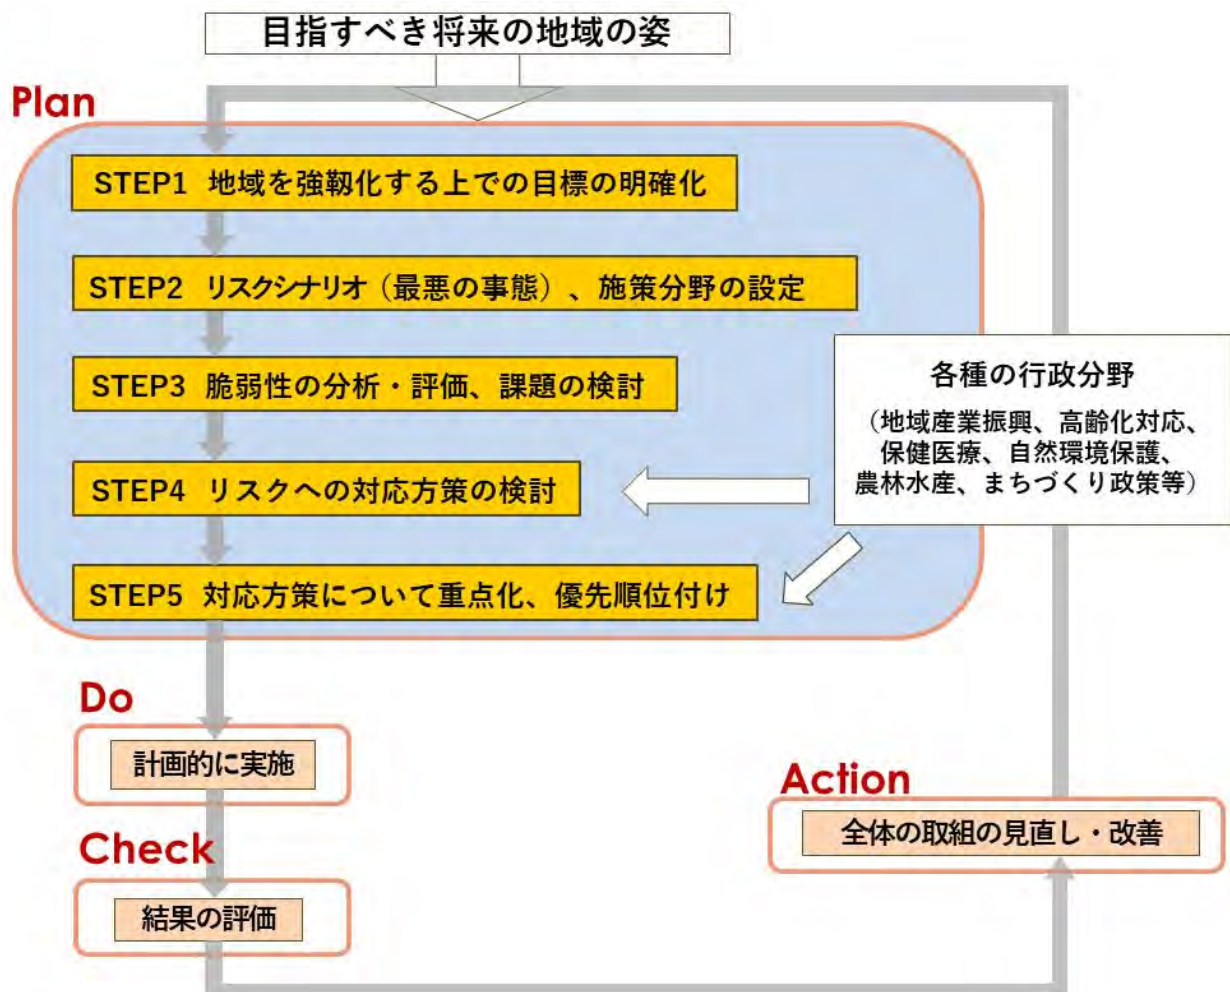 目指すべき将来の地域の姿
Plan
STEP1 地域を強靱化する上での目標の明確化
STEP2 リスクシナリオ（最悪の事態）、施策分野の設定
STEP3 脆弱性の分析・評価、課題の検討
STEP4 リスクへの対応方策の検討
STEP5 対応方策について重点化、優先順位付け
各種の行政分野
（地域産業振興、高齢化対応、
保健医療、自然環境保護、
農林水産、まちづくり政策等）
Do
計画的に実施
Check
結果の評価
Action
全体の取組の見直し・改善